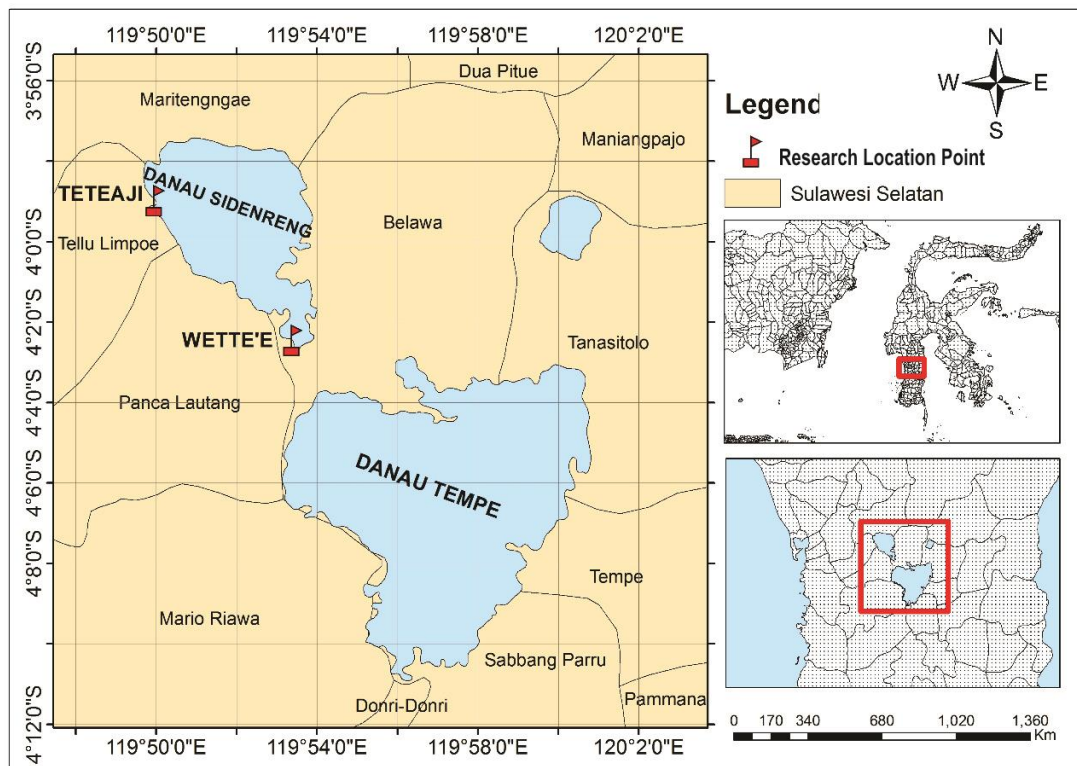 119°50'0"E 119°54'0"E 119°58'0"E 120°2'0"E
3°56'0"S
4°0'0"S
4°2'0"S
4°4'0"S
4°6'0"S
4°8'0"S
4°12'0"S
Dua Pitue
Maritengngae
Maniangpajo
DANAU SIDENRENG
TETEAJI
Belawa
Tellu Limpoe
WETTE'E
Tanasitolo
Panca Lautang
DANAU TEMPE
Tempe
Mario Riawa
Sabbang Parru
Pammana
Donri-Donri
119°50'0"E 119°54'0"E 119°58'0"E 120°2'0"E
N
W E
S
Legend
Research Location Point
Sulawesi Selatan
0 170 340 680 1,020 1,360
Km